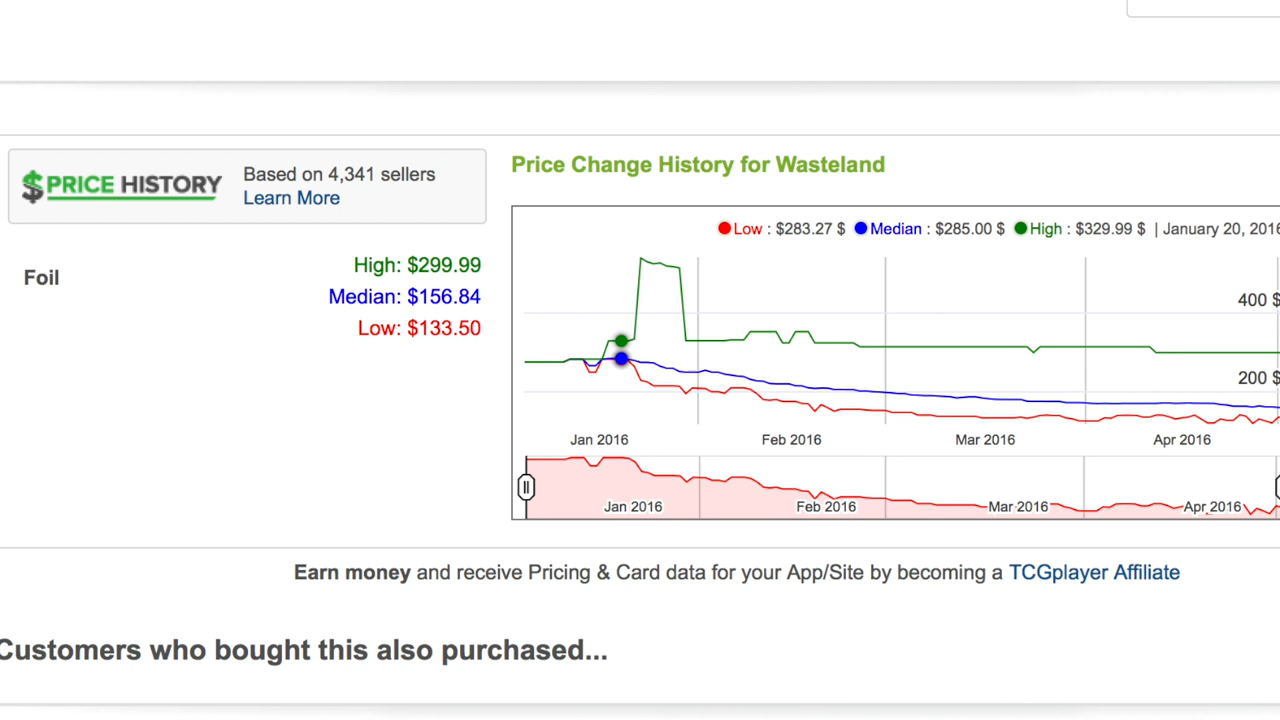 $ PRICE HISTORY
Based on 4,341 sellers
Learn More
Foil
High: $299.99
Median: $156.84
Low: $133.50
Price Change History for Wasteland
Low : $283.27 $ Median : $285.00 $ High : $329.99 $ | January 20, 2016
400 $
200 $
Jan 2016 Feb 2016 Mar 2016 Apr 2016
Jan 2016 Feb 2016 Mar 2016 Apr 2016
Earn money and receive Pricing & Card data for your App/Site by becoming a TCGplayer Affiliate
Customers who bought this also purchased...